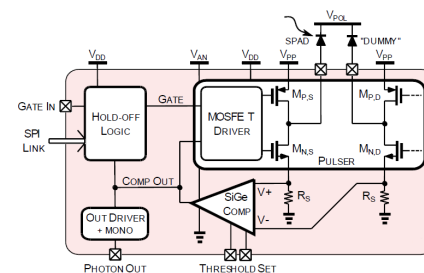 VPOL
SPAD
"DUMMY"
VDD
VAN
VDD
VPP
VPP
GATE IN
SPI
LINK
HOLD-OFF
LOGIC
GATE
MOSFE T
DRIVER
MP,S
MP,D
MN,S
MN,D
PULSER
COMP OUT
V+
V-
SiGe
COMP
RS
RS
OUT DRIVER
+ MONO
PHOTON OUT
THRESHOLD SET